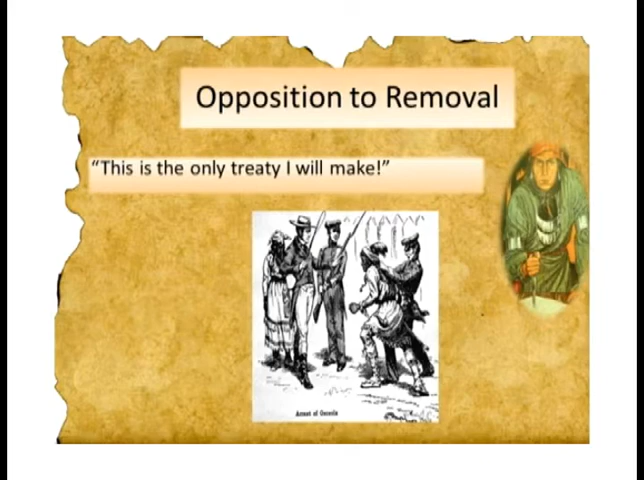 Opposition to Removal
“This is the only treaty I will make!”
Arrest of Osceola